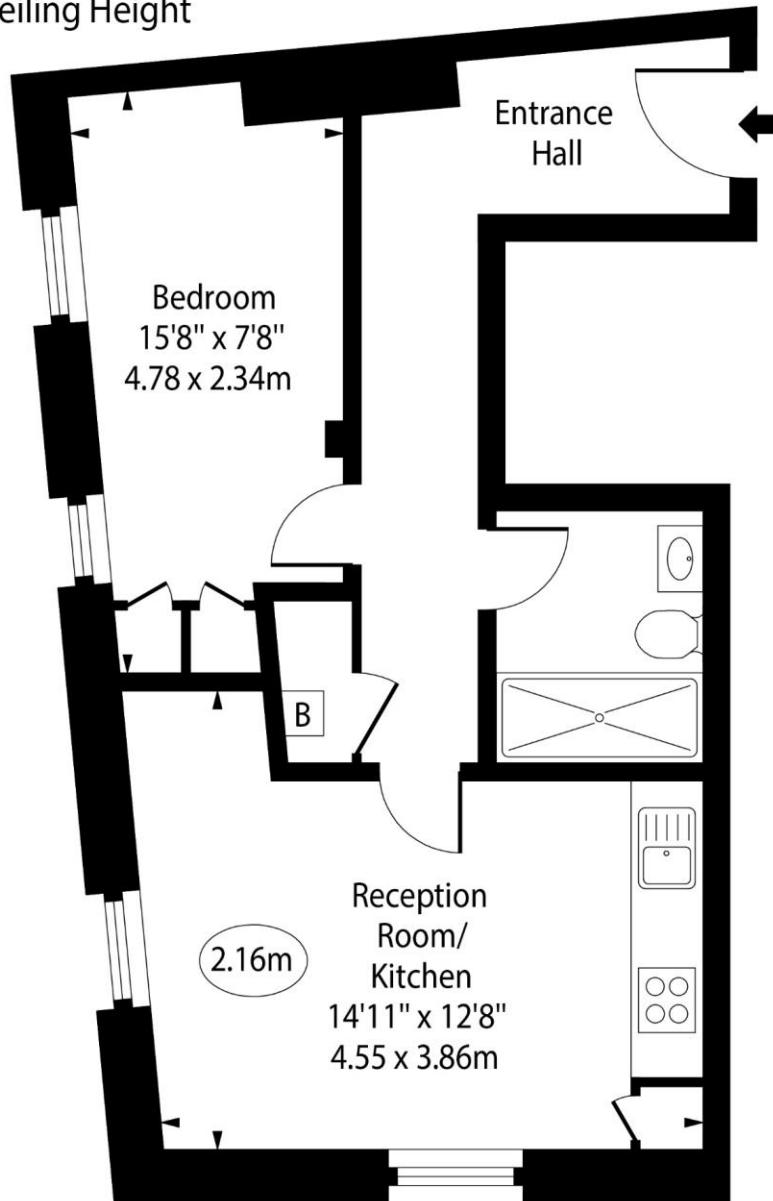 eiling Height
Entrance
Hall
Bedroom
15'8" x 7'8"
4.78 x 2.34m
B
Reception
Room/
Kitchen
14'11" x 12'8"
4.55 x 3.86m
2.16m